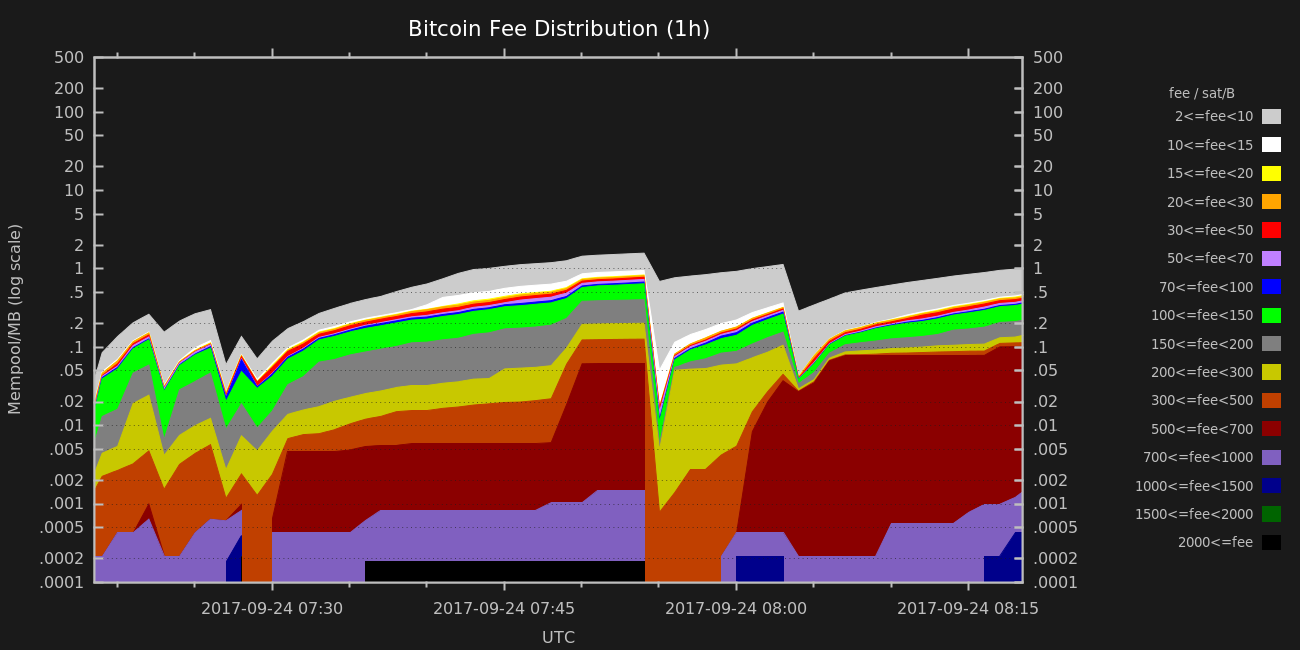 Bitcoin Fee Distribution (1h)
500
200
100
50
20
10
5
2
1
.5
.2
.1
.05
.02
.01
.005
.002
.001
.0005
.0002
.0001
Mempool/MB (log scale)
500
200
100
50
20
10
5
2
1
.5
.2
.1
.05
.02
.01
.005
.002
.001
.0005
.0002
.0001
2017-09-24 07:30
2017-09-24 07:45
2017-09-24 08:00
2017-09-24 08:15
UTC
fee / sat/B
2<=fee<10
10<=fee<15
15<=fee<20
20<=fee<30
30<=fee<50
50<=fee<70
70<=fee<100
100<=fee<150
150<=fee<200
200<=fee<300
300<=fee<500
500<=fee<700
700<=fee<1000
1000<=fee<1500
1500<=fee<2000
2000<=fee